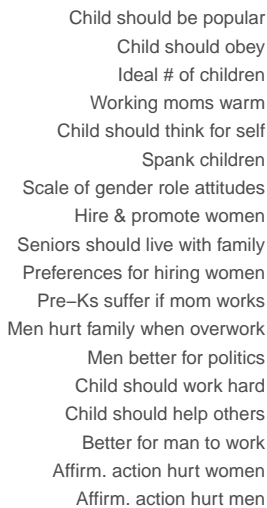 Child should be popular
Child should obey
Ideal # of children
Working moms warm
Child should think for self
Spank children
Scale of gender role attitudes
Hire & promote women
Seniors should live with family
Preferences for hiring women
Pre−Ks suffer if mom works
Men hurt family when overwork
Men better for politics
Child should work hard
Child should help others
Better for man to work
Affirm. action hurt women
Affirm. action hurt men